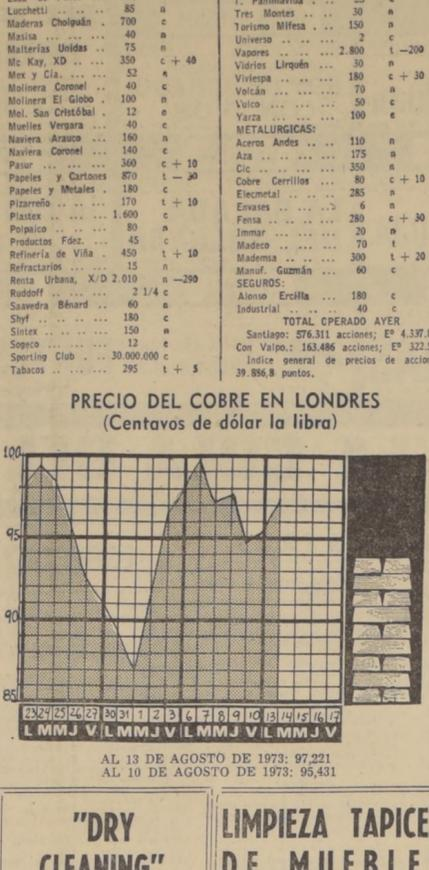 Lucchetti .. .. .. 85 n
Maderas Cholguán . 700 c
Masisa .. .. .. 40 n
Malterías Unidas .. 75 n
Mc Kay, XD .. .. 350 c + 40
Mex y Cía. .. .. 52
Molinera Coronel .. 40 c
Molinera El Globo . 100 n
Mol. San Cristóbal . 12
Muelles Vergara .. 40 c
Naviera Arauco .. 160 n
Naviera Coronel .. 140 c
Pasur .. .. .. 360 c + 10
Papeles y Cartones 870 t — 30
Papeles y Metales . 180 c
Pizarreño .. .. .. 170 t + 10
Plastex .. .. .. 1.600 c
Polpaico .. .. .. 80 n
Productos Fdez. .. 45 c
Refinería de Viña . 450 t + 10
Refractarios .. .. 15 n
Renta Urbana, X/D 2.010 n —290
Ruddoff .. .. .. 2 1/4 c
Saavedra Bénard .. 60 n
Shyf .. .. .. 180 c
Sintex .. .. .. 150 n
Sogeco .. .. .. 12
Sporting Club .. 30.000.000 c
Tabacos .. .. .. 295 t + 5
Tres Montes .. .. 30 n
Torismo Mifesa .. 150 n
Universo .. .. .. 2 c
Vapores .. .. .. 2.800 t —200
Vidrios Lirquén .. 30 n
Viviespa .. .. .. 180 c + 30
Volcán .. .. .. 70 n
Vulco .. .. .. 50 c
Yarza .. .. .. 100
METALURGICAS:
Aceros Andes .. .. 110 n
Aza .. .. .. 175 n
Cic .. .. .. 350
Cobre Cerrillos .. 80 c + 10
Elecmetal .. .. .. 285 n
Envases .. .. .. 6 n
Fensa .. .. .. 280 c + 30
Immar .. .. .. 20 n
Madeco .. .. .. 70 t
Mademsa .. .. .. 300 t + 20
Manuf. Guzmán .. 60 c
SEGUROS:
Alonso Ercilla .. 180 c
Industrial .. .. .. 40 c
TOTAL OPERADO AYER
Santiago: 576.311 acciones; Eº 4.337.
Con Valpo.: 163.486 acciones; Eº 322.
Indice general de precios de accio
39.886,8 puntos.
PRECIO DEL COBRE EN LONDRES
(Centavos de dólar la libra)
100
95
90
85
23 24 25 26 27 30 31 1 2 3 6 7 8 9 10 13 14 15 16 17
L M M J V L M M J V L M M J V L M M J V
AL 13 DE AGOSTO DE 1973: 97,221
AL 10 DE AGOSTO DE 1973: 95,431
"DRY
CLEANING"
LIMPIEZA TAPICE
DE MUEBLE